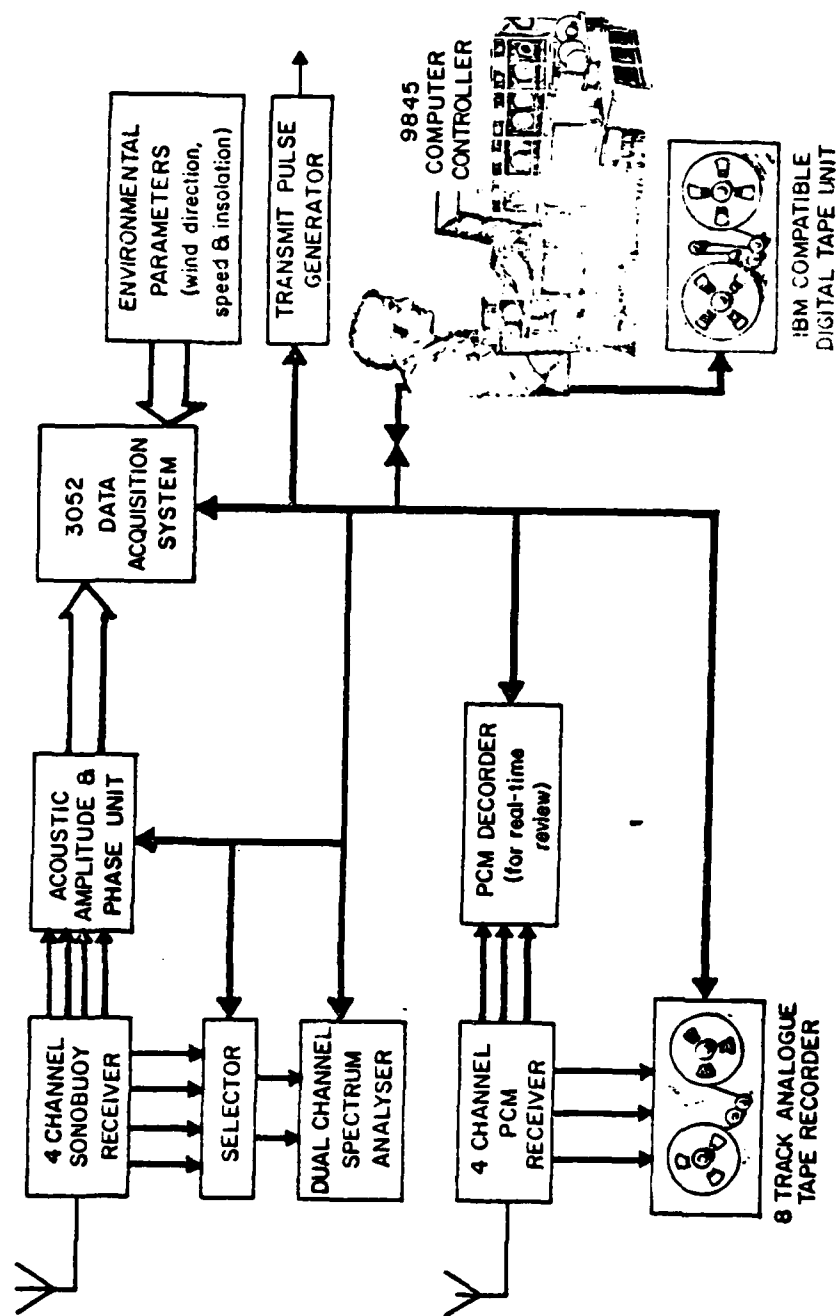 4 CHANNEL
SONOBUOY
RECEIVER
ACOUSTIC
AMPLITUDE &
PHASE UNIT
3052
DATA
ACQUISITION
SYSTEM
ENVIRONMENTAL
PARAMETERS
(wind direction,
speed & insolation)
SELECTOR
TRANSMIT PULSE
GENERATOR
DUAL CHANNEL
SPECTRUM
ANALYSER
9845
COMPUTER
CONTROLLER
4 CHANNEL
PCM
RECEIVER
PCM DECORDER
(for real-time
review)
8 TRACK ANALOGUE
TAPE RECORDER
IBM COMPATIBLE
DIGITAL TAPE UNIT